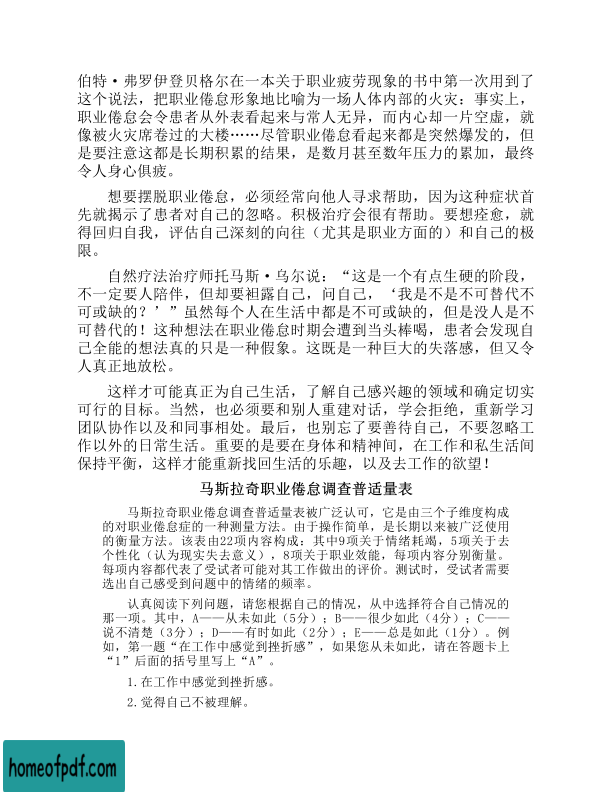 伯特·弗罗伊登贝格尔在一本关于职业疲劳现象的书中第一次用到了
这个说法，把职业倦怠形象地比喻为一场人体内部的火灾：事实上，
职业倦怠会令患者从外表看起来与常人无异，而内心却一片空虚，就
像被火灾席卷过的大楼……尽管职业倦怠看起来都是突然爆发的，但
是要注意这都是长期积累的结果，是数月甚至数年压力的累加，最终
令人身心俱疲。
想要摆脱职业倦怠，必须经常向他人寻求帮助，因为这种症状首
先就揭示了患者对自己的忽略。积极治疗会很有帮助。要想痊愈，就
得回归自我，评估自己深刻的向往（尤其是职业方面的）和自己的极
限。
自然疗法治疗师托马斯·乌尔说：“这是一个有点生硬的阶段，
不一定要人陪伴，但却要袒露自己，问自己，‘我是不是不可替代不
可或缺的？’”虽然每个人在生活中都是不可或缺的，但是没人是不
可替代的！这种想法在职业倦怠时期会遭到当头棒喝，患者会发现自
己全能的想法真的只是一种假象。这既是一种巨大的失落感，但又令
人真正地放松。
这样才可能真正为自己生活，了解自己感兴趣的领域和确定切实
可行的目标。当然，也必须要和别人重建对话，学会拒绝，重新学习
团队协作以及和同事相处。最后，也别忘了要善待自己，不要忽略工
作以外的日常生活。重要的是要在身体和精神间，在工作和私生活间
保持平衡，这样才能重新找回生活的乐趣，以及去工作的欲望！
马斯拉奇职业倦怠调查普适量表
马斯拉奇职业倦怠调查普适量表被广泛认可，它是由三个子维度构成
的对职业倦怠症的一种测量方法。由于操作简单，是长期以来被广泛使用
的衡量方法。该表由22项内容构成：其中9项关于情绪耗竭，5项关于去
个性化（认为现实失去意义），8项关于职业效能，每项内容分别衡量。
每项内容都代表了受试者可能对其工作做出的评价。测试时，受试者需要
选出自己感受到问题中的情绪的频率。
认真阅读下列问题，请您根据自己的情况，从中选择符合自己情况的
那一项。其中，A——从未如此（5分）；B——很少如此（4分）；C——
说不清楚（3分）；D——有时如此（2分）；E——总是如此（1分）。例
如，第一题“在工作中感觉到挫折感”，如果您从未如此，请在答题卡上
“1”后面的括号里写上“A”。
1.在工作中感觉到挫折感。
2.觉得自己不被理解。
homeofpdf.com